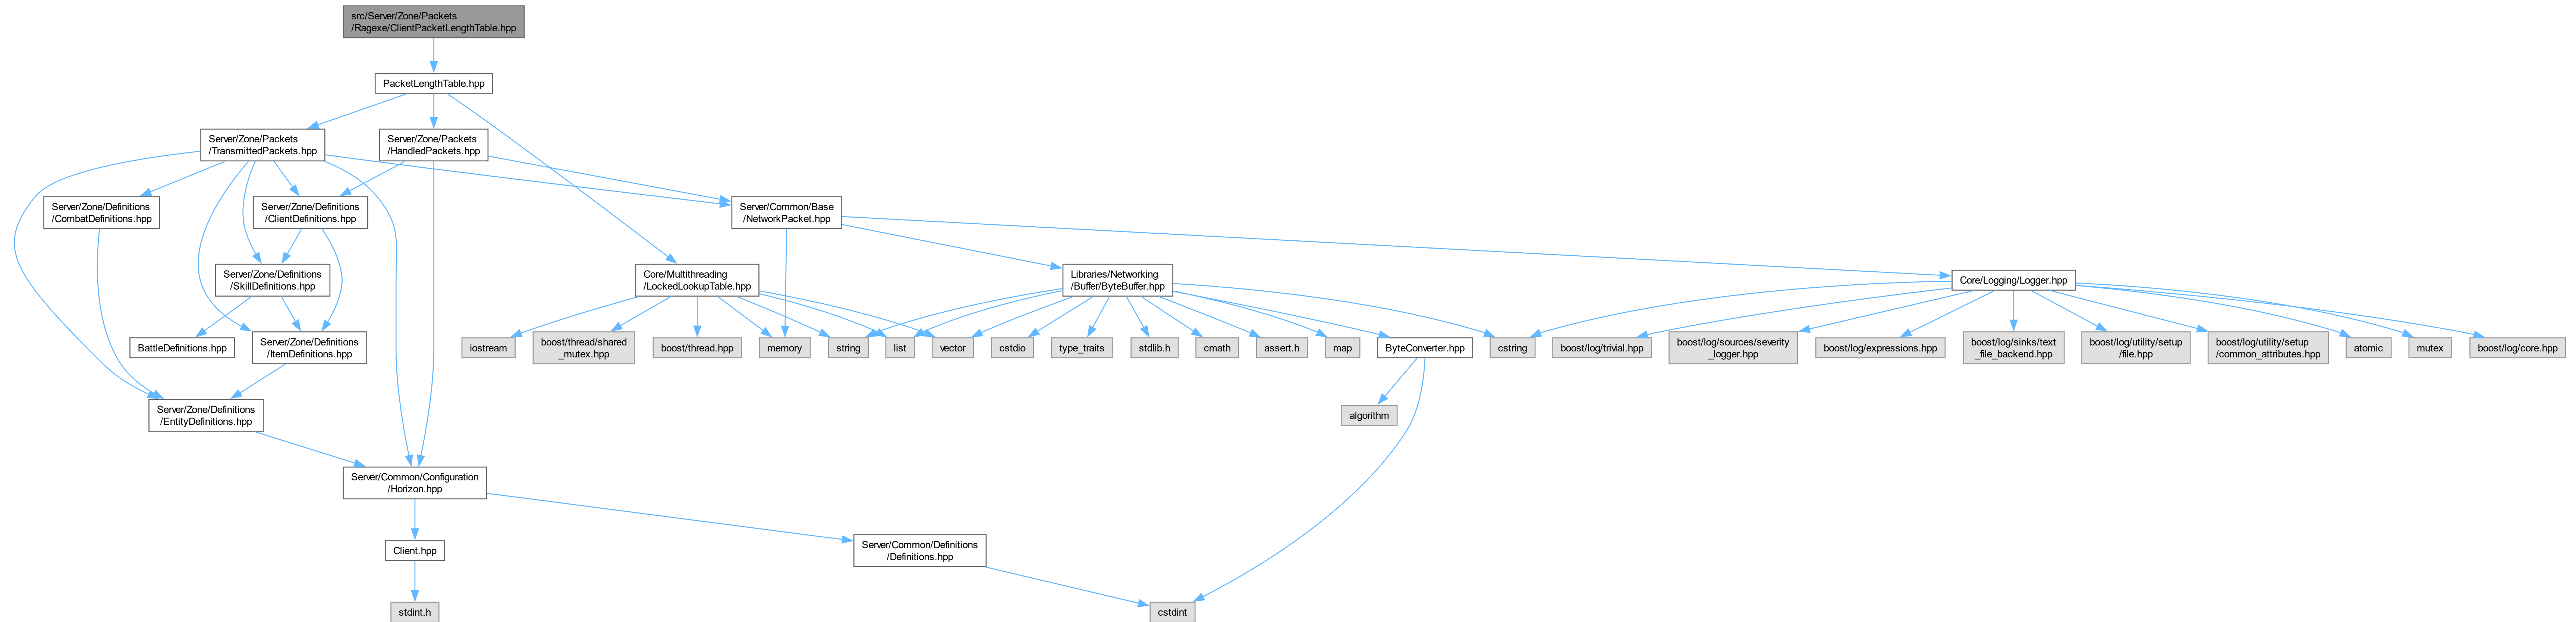 src/Server/Zone/Packets
/Ragexe/ClientPacketLengthTable.hpp
PacketLengthTable.hpp
Server/Zone/Packets
/TransmittedPackets.hpp
Server/Zone/Packets
/HandledPackets.hpp
Server/Zone/Definitions
/CombatDefinitions.hpp
Server/Zone/Definitions
/ClientDefinitions.hpp
Server/Common/Base
/NetworkPacket.hpp
Server/Zone/Definitions
/SkillDefinitions.hpp
Core/Multithreading
/LockedLookupTable.hpp
Libraries/Networking
/Buffer/ByteBuffer.hpp
Core/Logging/Logger.hpp
BattleDefinitions.hpp
Server/Zone/Definitions
/ItemDefinitions.hpp
iostream
boost/thread/shared
_mutex.hpp
boost/thread.hpp
memory
string
list
vector
cstdio
type_traits
stdlib.h
cmath
assert.h
map
ByteConverter.hpp
cstring
boost/log/trivial.hpp
boost/log/sources/severity
_logger.hpp
boost/log/expressions.hpp
boost/log/sinks/text
_file_backend.hpp
boost/log/utility/setup
/file.hpp
boost/log/utility/setup
/common_attributes.hpp
atomic
mutex
boost/log/core.hpp
Server/Zone/Definitions
/EntityDefinitions.hpp
algorithm
Server/Common/Configuration
/Horizon.hpp
Client.hpp
Server/Common/Definitions
/Definitions.hpp
stdint.h
cstdint